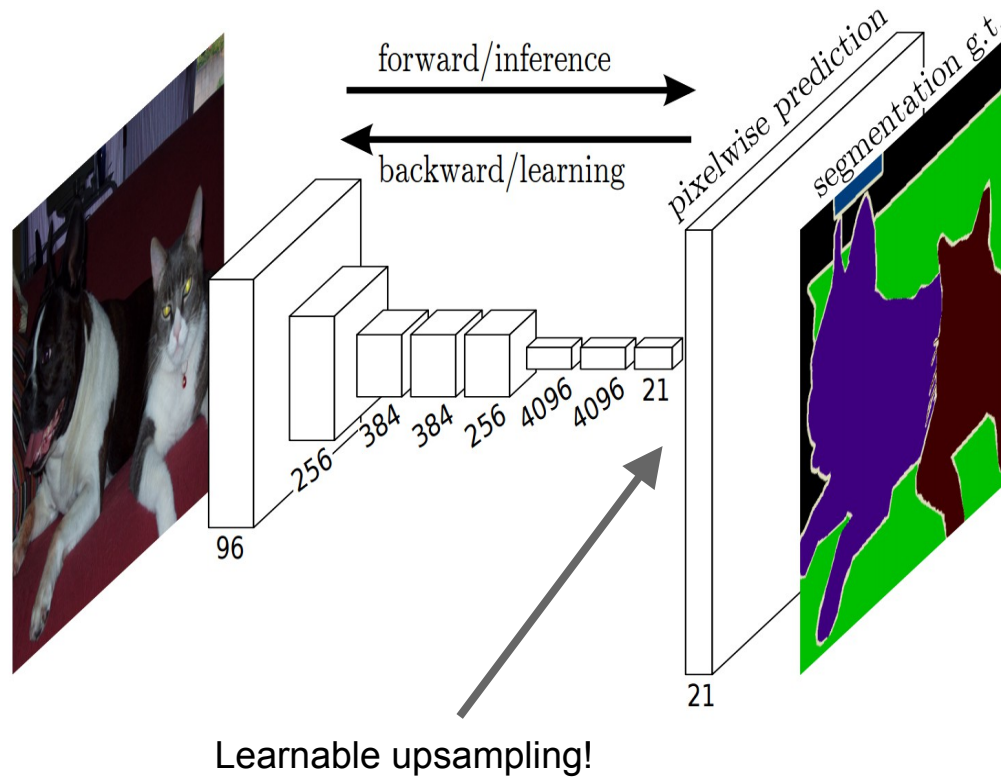 forward/inference
backward/learning
pixelwise prediction
segmentation g.t.
96
256
384
384
256
4096
4096
21
21
Learnable upsampling!